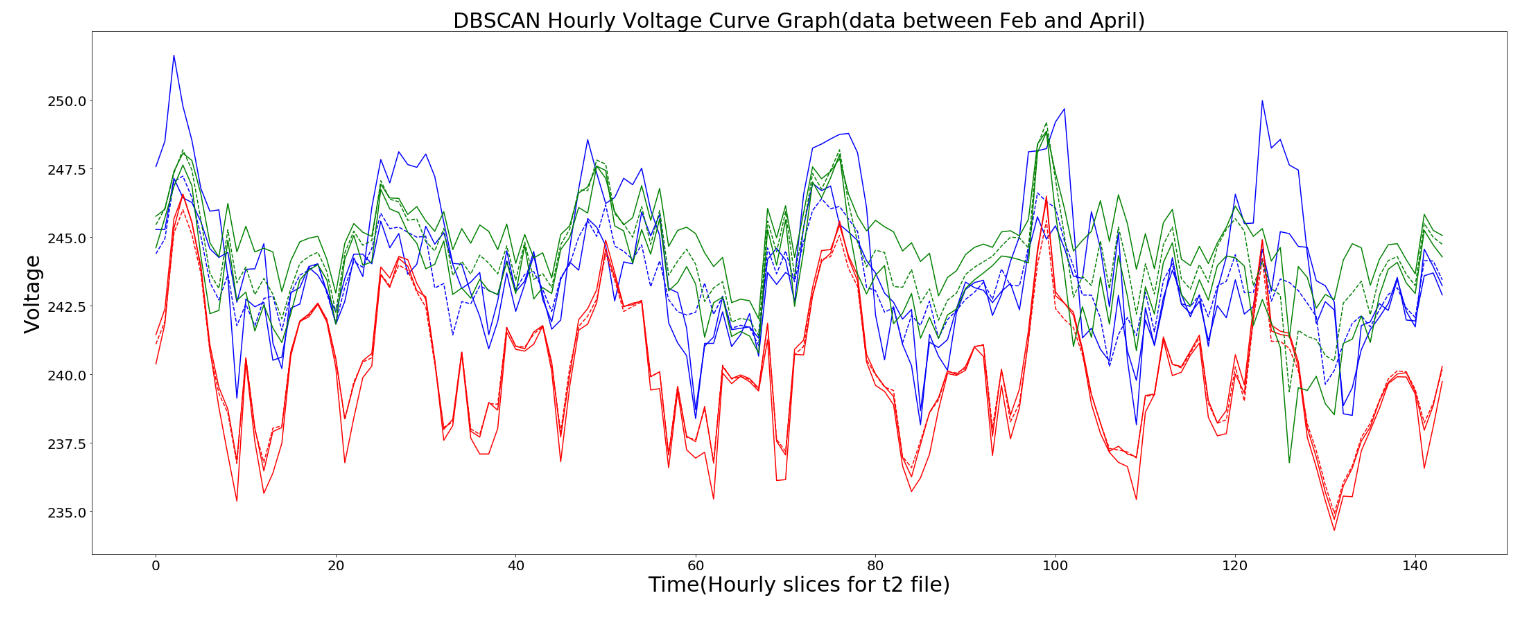 DBSCAN Hourly Voltage Curve Graph(data between Feb and April)
Voltage
250.0
247.5
245.0
242.5
240.0
237.5
235.0
0 20 40 60 80 100 120 140
Time(Hourly slices for t2 file)